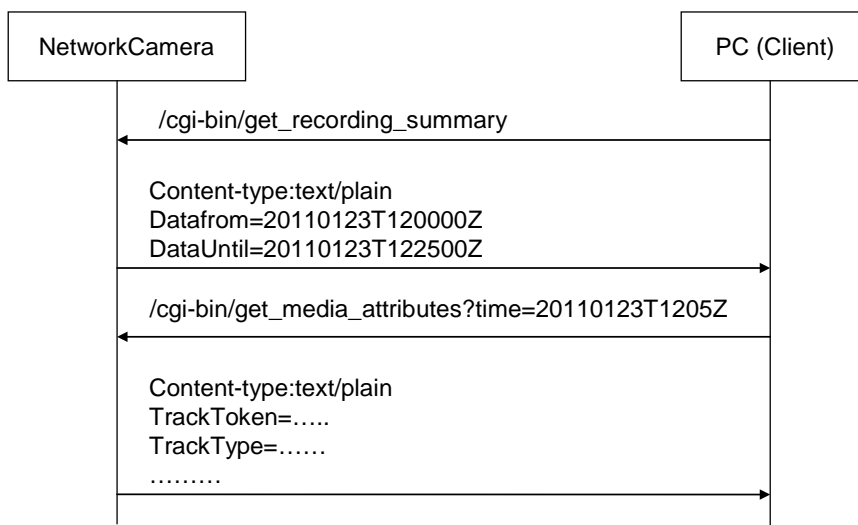 NetworkCamera
PC (Client)
/cgi-bin/get_recording_summary
Content-type:text/plain
Datafrom=20110123T120000Z
DataUntil=20110123T122500Z
/cgi-bin/get_media_attributes?time=20110123T1205Z
Content-type:text/plain
TrackToken=…..
TrackType=……
………